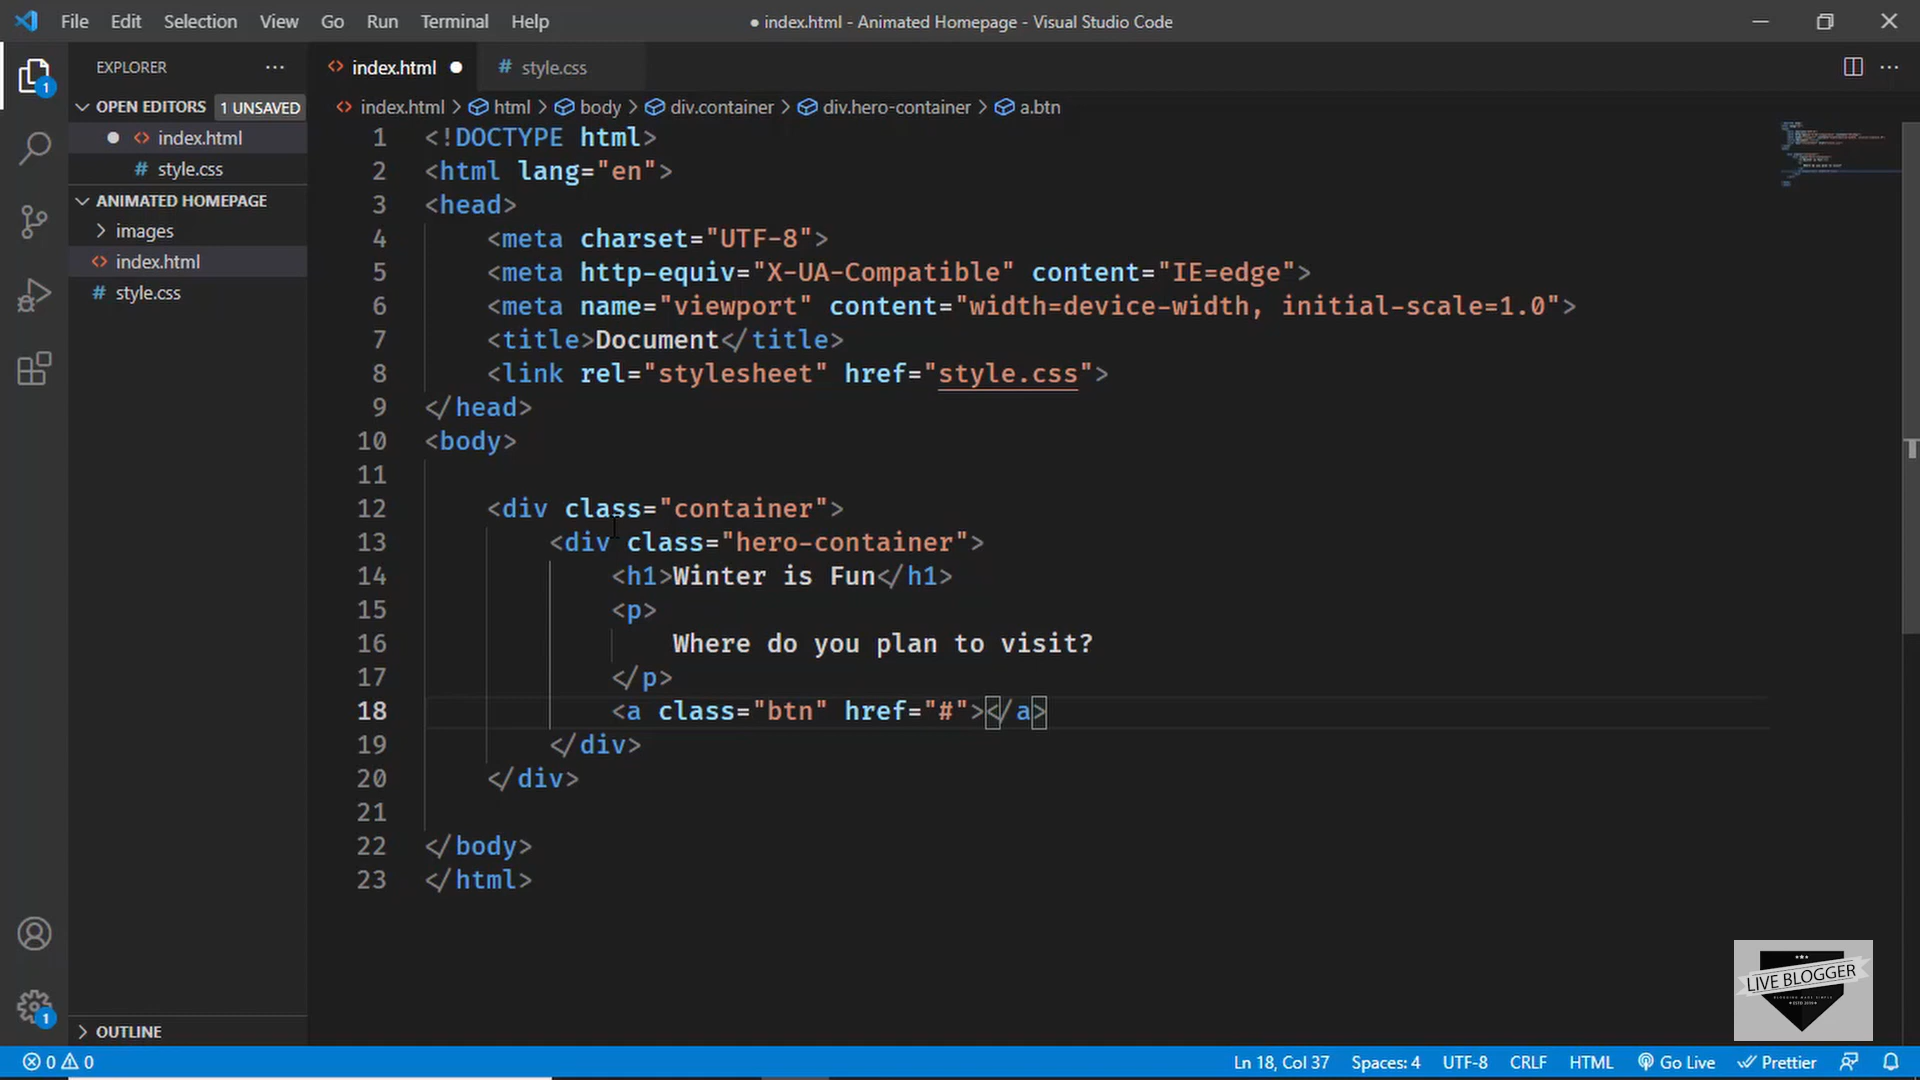 File Edit Selection View Go Run Terminal Help ● index.html - Animated Homepage - Visual Studio Code
EXPLORER
OPEN EDITORS 1 UNSAVED
index.html
style.css
ANIMATED HOMEPAGE
images
index.html
style.css
OUTLINE
index.html style.css
index.html > html > body > div.container > div.hero-container > a.btn
1 <!DOCTYPE html>
2 <html lang="en">
3 <head>
4 <meta charset="UTF-8">
5 <meta http-equiv="X-UA-Compatible" content="IE=edge">
6 <meta name="viewport" content="width=device-width, initial-scale=1.0">
7 <title>Document</title>
8 <link rel="stylesheet" href="style.css">
9 </head>
10 <body>
11
12 <div class="container">
13 <div class="hero-container">
14 <h1>Winter is Fun</h1>
15 <p>
16 Where do you plan to visit?
17 </p>
18 <a class="btn" href="#"></a>
19 </div>
20 </div>
21
22 </body>
23 </html>
1
1
LIVE BLOGGER
0 0 Ln 18, Col 37 Spaces: 4 UTF-8 CRLF HTML Go Live Prettier